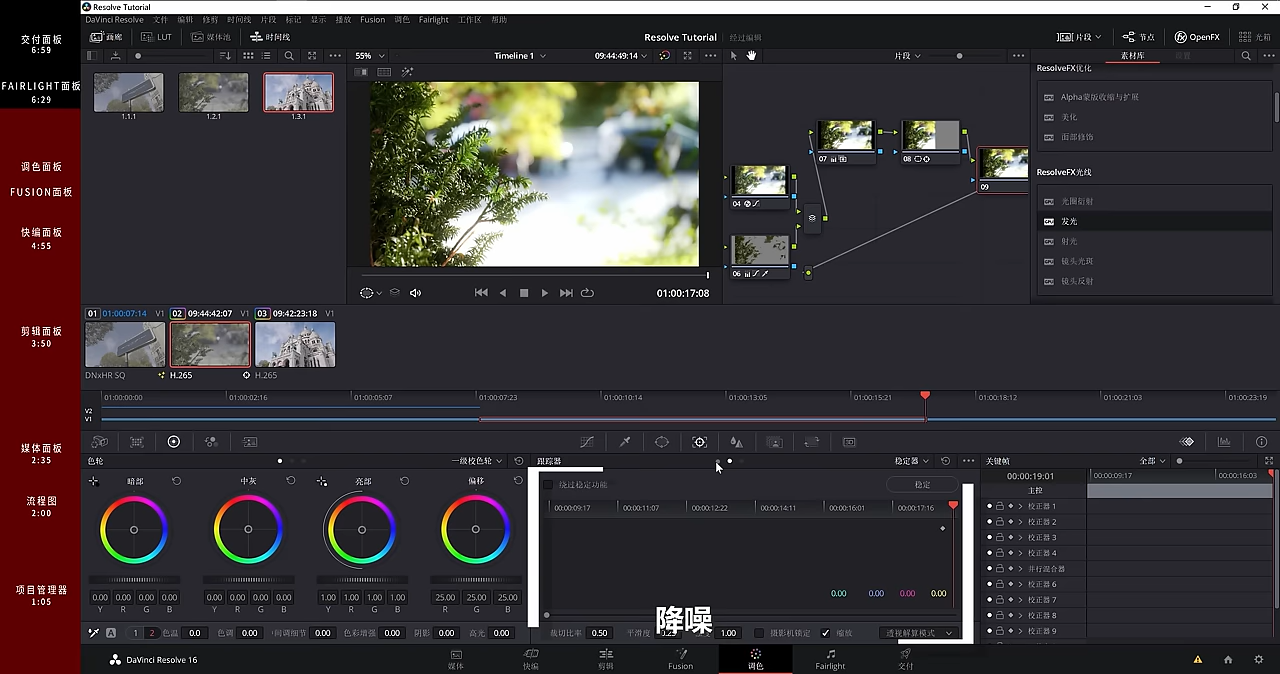 交付面板
6:59
FAIRLIGHT面板
6:29
调色面板
FUSION面板
快编面板
4:55
剪辑面板
3:50
媒体面板
2:35
流程图
2:00
项目管理器
1:05
Resolve Tutorial
DaVinci Resolve 文件 编辑 修剪 时间线 片段 标记 显示 播放 Fusion 调色 Fairlight 工作区 帮助
画廊 LUT 媒体池 时间线
Resolve Tutorial 经过编辑
片段 节点 OpenFX 光箱
55% Timeline 1 09:44:49:14 片段 素材库
1.1.1 1.2.1 1.3.1
04 06 07 08 09
ResolveFX优化
Alpha蒙版收缩与扩展
美化
面部修饰
ResolveFX光线
光圈衍射
发光
射光
镜头光斑
镜头反射
01:00:17:08
01 01:00:07:14 V1 02 09:44:42:07 V1 03 09:42:23:18 V1
DNxHR SQ H.265 H.265
01:00:00:00 01:00:02:16 01:00:05:07 01:00:07:23 01:00:10:14 01:00:13:05 01:00:15:21 01:00:18:12 01:00:21:03 01:00:23:19
V2
V1
色轮 一级校色轮 跟踪器 稳定器 关键帧 全部
暗部 中灰 亮部 偏移
绕过稳定功能 稳定
00:00:09:17 00:00:11:07 00:00:12:22 00:00:14:11 00:00:16:01 00:00:17:16
00:00:19:01 00:00:09:17 00:00:16:03
主控
校正器 1
校正器 2
校正器 3
校正器 4
并行混合器
校正器 6
校正器 7
校正器 8
校正器 9
0.00 0.00 0.00 0.00 0.00 0.00 0.00 0.00 1.00 1.00 1.00 1.00 25.00 25.00 25.00
Y R G B Y R G B Y R G B R G B
0.00 0.00 0.00 0.00
A 1 2 色温 0.0 色调 0.00 中间调细节 0.00 色彩增强 0.00 阴影 0.00 高光 0.00
裁切比率 0.50 平滑度 0.25 1.00 摄影机锁定 缩放 透视解算模式
降噪
DaVinci Resolve 16
媒体 快编 剪辑 Fusion 调色 Fairlight 交付